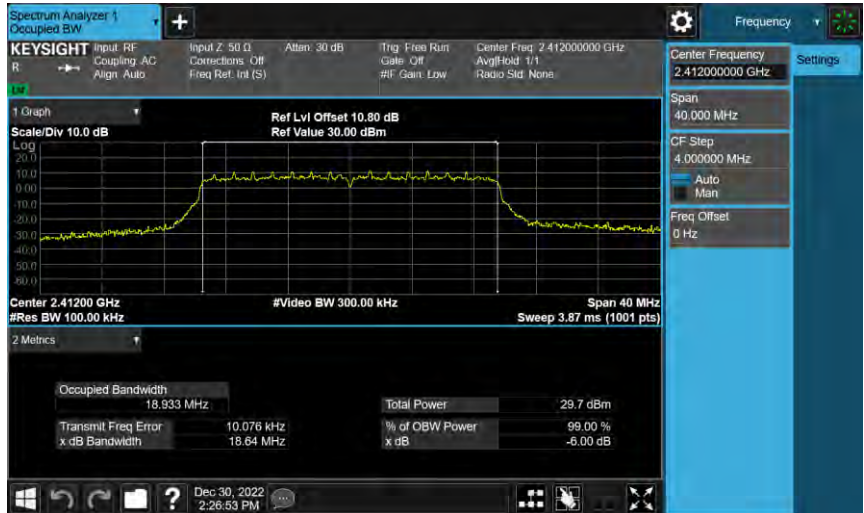 Spectrum Analyzer 1
Occupied BW
+
Frequency
KEYSIGHT
R
Input: RF
Coupling: AC
Align: Auto
Input Z: 50 Ω
Corrections: Off
Freq Ref: Int (S)
Atten: 30 dB
Trig: Free Run
Gate: Off
#IF Gain: Low
Center Freq: 2.412000000 GHz
Avg|Hold: 1/1
Radio Std: None
Center Frequency
2.412000000 GHz
Settings
Span
40.000 MHz
CF Step
4.000000 MHz
Auto
Man
Freq Offset
0 Hz
1 Graph
Scale/Div 10.0 dB
Ref Lvl Offset 10.80 dB
Ref Value 30.00 dBm
Log
20.0
10.0
0.00
-10.0
-20.0
-30.0
-40.0
-50.0
-60.0
Center 2.41200 GHz
#Res BW 100.00 kHz
#Video BW 300.00 kHz
Span 40 MHz
Sweep 3.87 ms (1001 pts)
2 Metrics
Occupied Bandwidth
18.933 MHz
Total Power 29.7 dBm
Transmit Freq Error 10.076 kHz
% of OBW Power 99.00 %
x dB Bandwidth 18.64 MHz
x dB -6.00 dB
?
Dec 30, 2022
2:26:53 PM